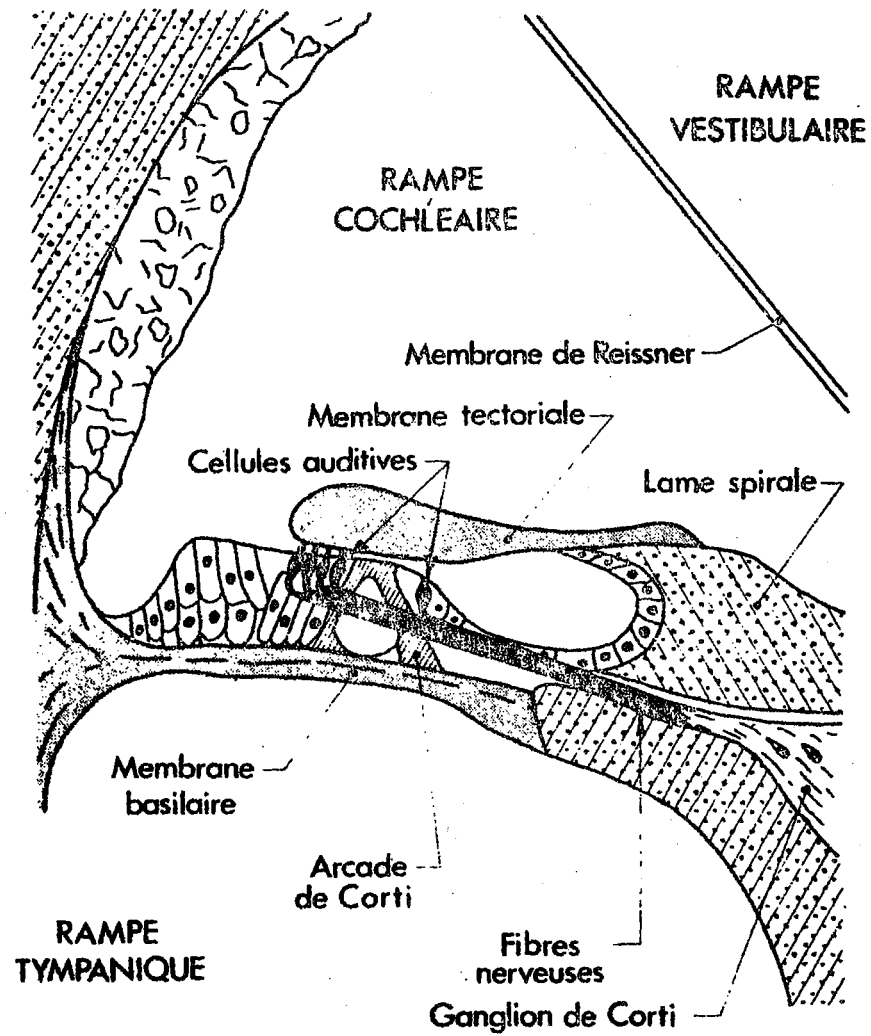 RAMPE
VESTIBULAIRE
RAMPE
COCHLÉAIRE
Membrane de Reissner
Membrane tectoriale
Cellules auditives
Lame spirale
Membrane
basilaire
Arcade
de Corti
RAMPE
TYMPANIQUE
Fibres
nerveuses
Ganglion de Corti